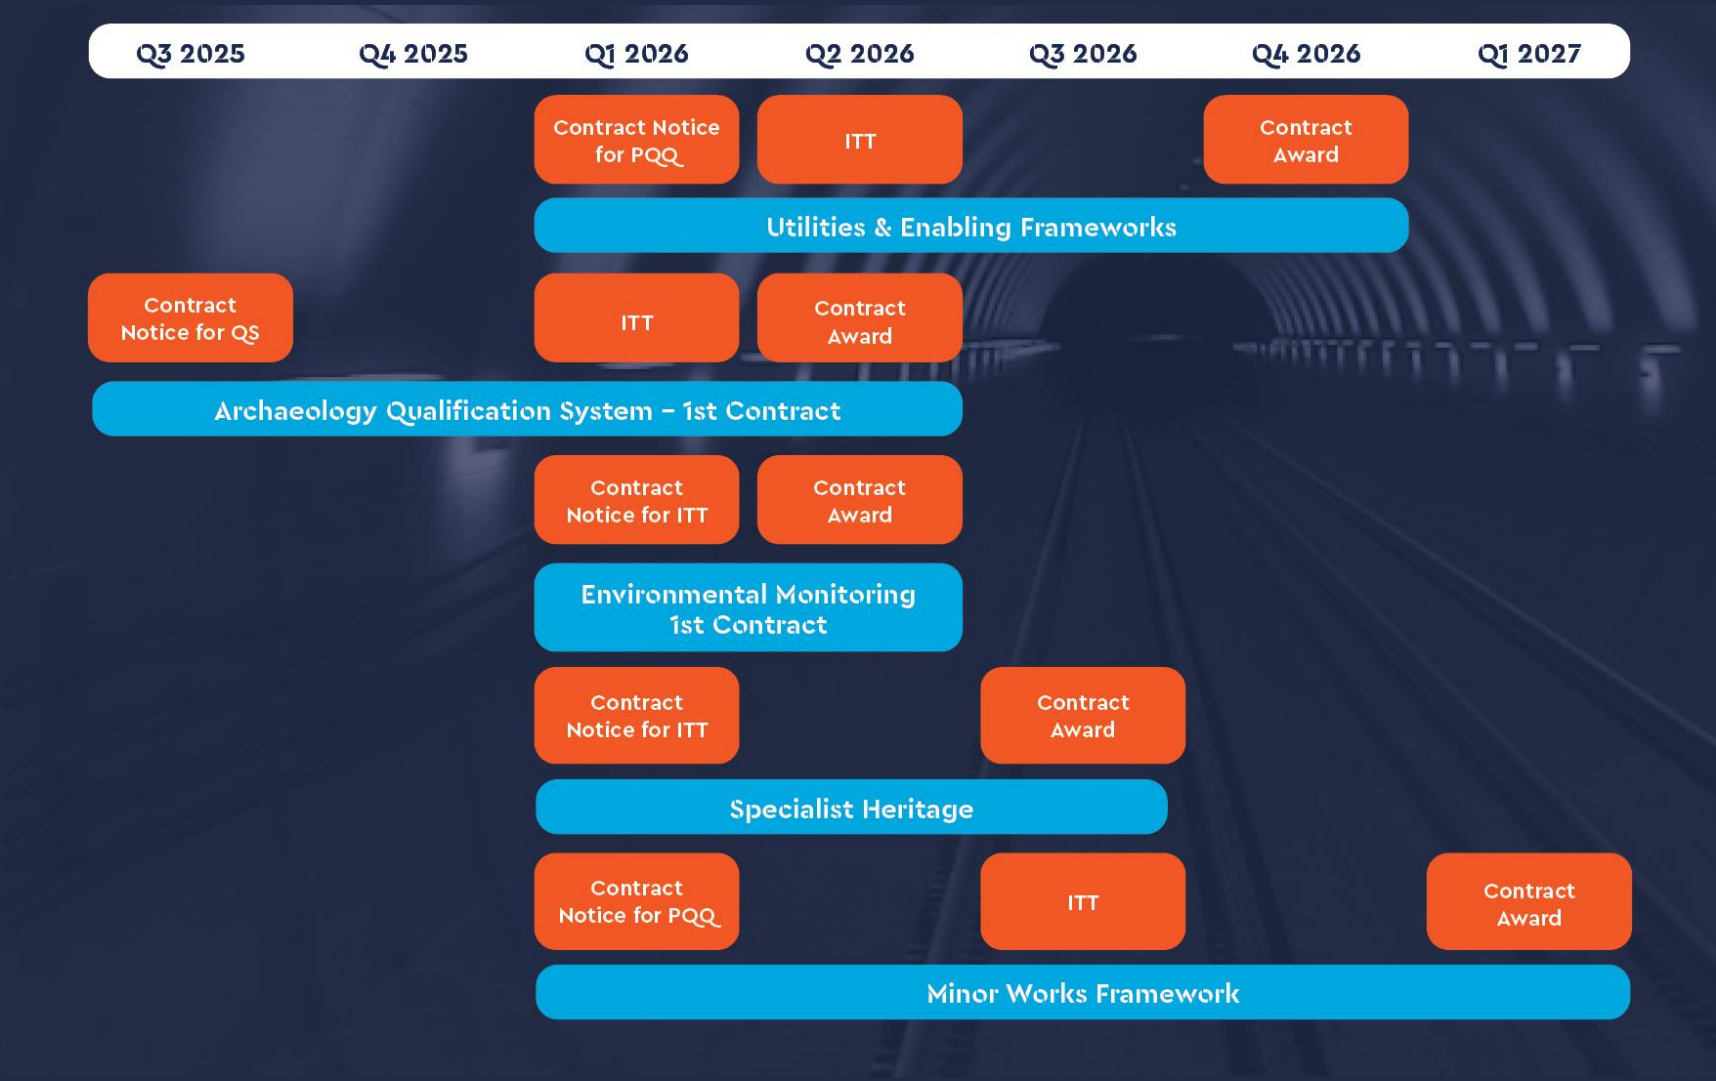 Q3 2025 Q4 2025 Q1 2026 Q2 2026 Q3 2026 Q4 2026 Q1 2027
Contract Notice
for PQQ
ITT
Contract
Award
Utilities & Enabling Frameworks
Contract
Notice for QS
ITT
Contract
Award
Archaeology Qualification System – 1st Contract
Contract
Notice for ITT
Contract
Award
Environmental Monitoring
1st Contract
Contract
Notice for ITT
Contract
Award
Specialist Heritage
Contract
Notice for PQQ
ITT
Contract
Award
Minor Works Framework